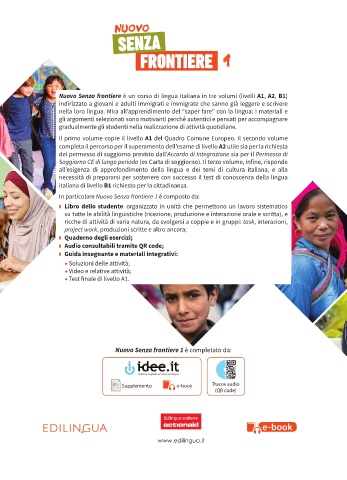 NUOVO
SENZA
FRONTIERE 1
Nuovo Senza frontiere è un corso di lingua italiana in tre volumi (livelli A1, A2, B1)
indirizzato a giovani e adulti immigrati e immigrate che sanno già leggere e scrivere
nella loro lingua. Mira all'apprendimento del "saper fare" con la lingua: i materiali e
gli argomenti selezionati sono motivanti perché autentici e pensati per accompagnare
gradualmente gli studenti nella realizzazione di attività quotidiane.
Il primo volume copre il livello A1 del Quadro Comune Europeo. Il secondo volume
completa il percorso per il superamento dell'esame di livello A2 utile sia per la richiesta
del permesso di soggiorno previsto dall'Accordo di Integrazione sia per il Permesso di
Soggiorno CE di lungo periodo (ex Carta di soggiorno). Il terzo volume, infine, risponde
all'esigenza di approfondimento della lingua e dei temi di cultura italiana, e alla
necessità di prepararsi per sostenere con successo il test di conoscenza della lingua
italiana di livello B1 richiesto per la cittadinanza.
In particolare Nuovo Senza frontiere 1 è composto da:
Libro dello studente organizzato in unità che permettono un lavoro sistematico
su tutte le abilità linguistiche (ricezione, produzione e interazione orale e scritta), e
ricche di attività di varia natura, da svolgersi a coppie e in gruppi: task, interazioni,
project work, produzioni scritte e altro ancora;
Quaderno degli esercizi;
Audio consultabili tramite QR code;
Guida insegnante e materiali integrativi:
• Soluzioni delle attività;
• Video e relative attività;
• Test finale di livello A1.
Nuovo Senza frontiere 1 è completato da:
idee.it
Supplemento
e-book
Tracce audio
(QR code)
EDILINGUA
Edilingua sostiene
actionaid
e-book
www.edilingua.it